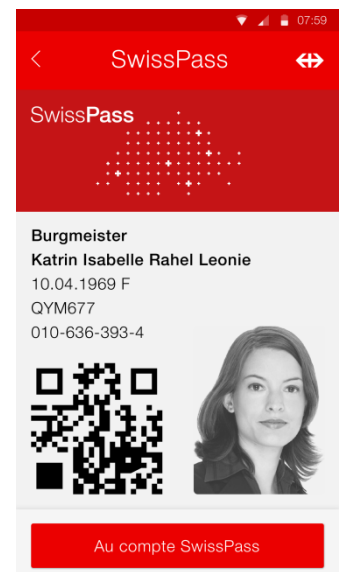 07:59
SwissPass
SwissPass
Burgmeister
Katrin Isabelle Rahel Leonie
10.04.1969 F
QYM677
010-636-393-4
Au compte SwissPass